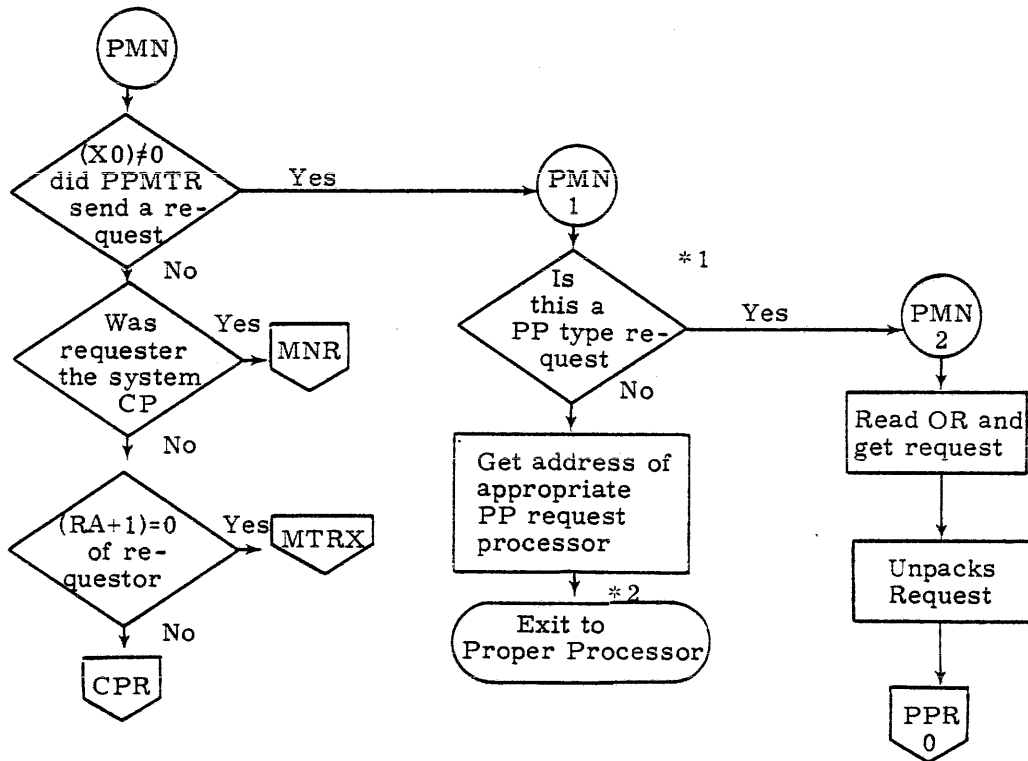 PMN
(X0)≠0
did PPMTR
send a re-
quest
Yes
No
Was
requester
the system
CP
Yes
MNR
No
(RA+1)=0
of re-
questor
Yes
MTRX
No
CPR
PMN
1
*1
Is
this a
PP type re-
quest
Yes
No
Get address of
appropriate
PP request
processor
*2
Exit to
Proper Processor
PMN
2
Read OR and
get request
Unpacks
Request
PPR
0